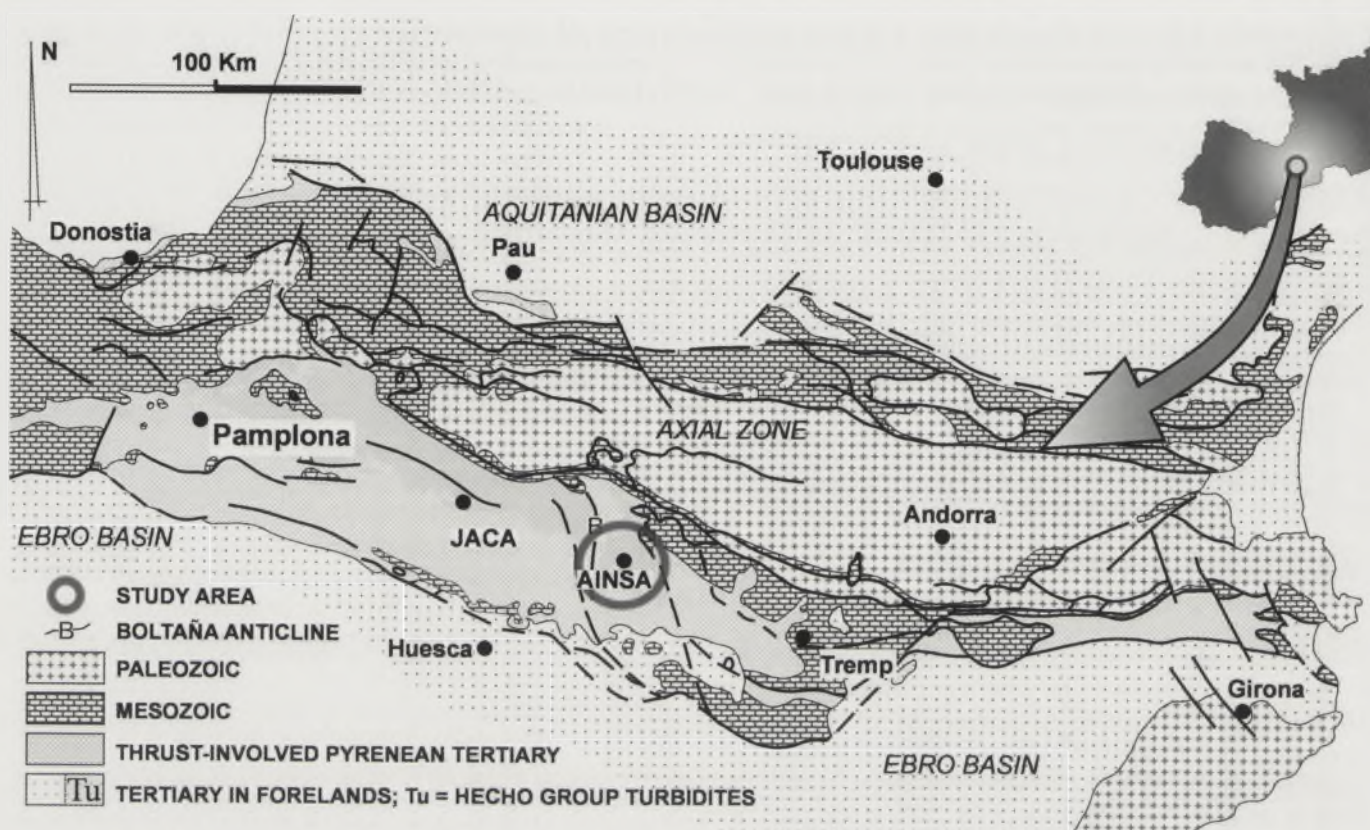 N
100 Km
Toulouse
AQUITANIAN BASIN
Donostia
Pau
AXIAL ZONE
Pamplona
JACA
Andorra
EBRO BASIN
B
AINSA
STUDY AREA
-B- BOLTAÑA ANTICLINE
Huesca
Tremp
PALEOZOIC
Girona
MESOZOIC
THRUST-INVOLVED PYRENEAN TERTIARY
EBRO BASIN
Tu TERTIARY IN FORELANDS; Tu = HECHO GROUP TURBIDITES